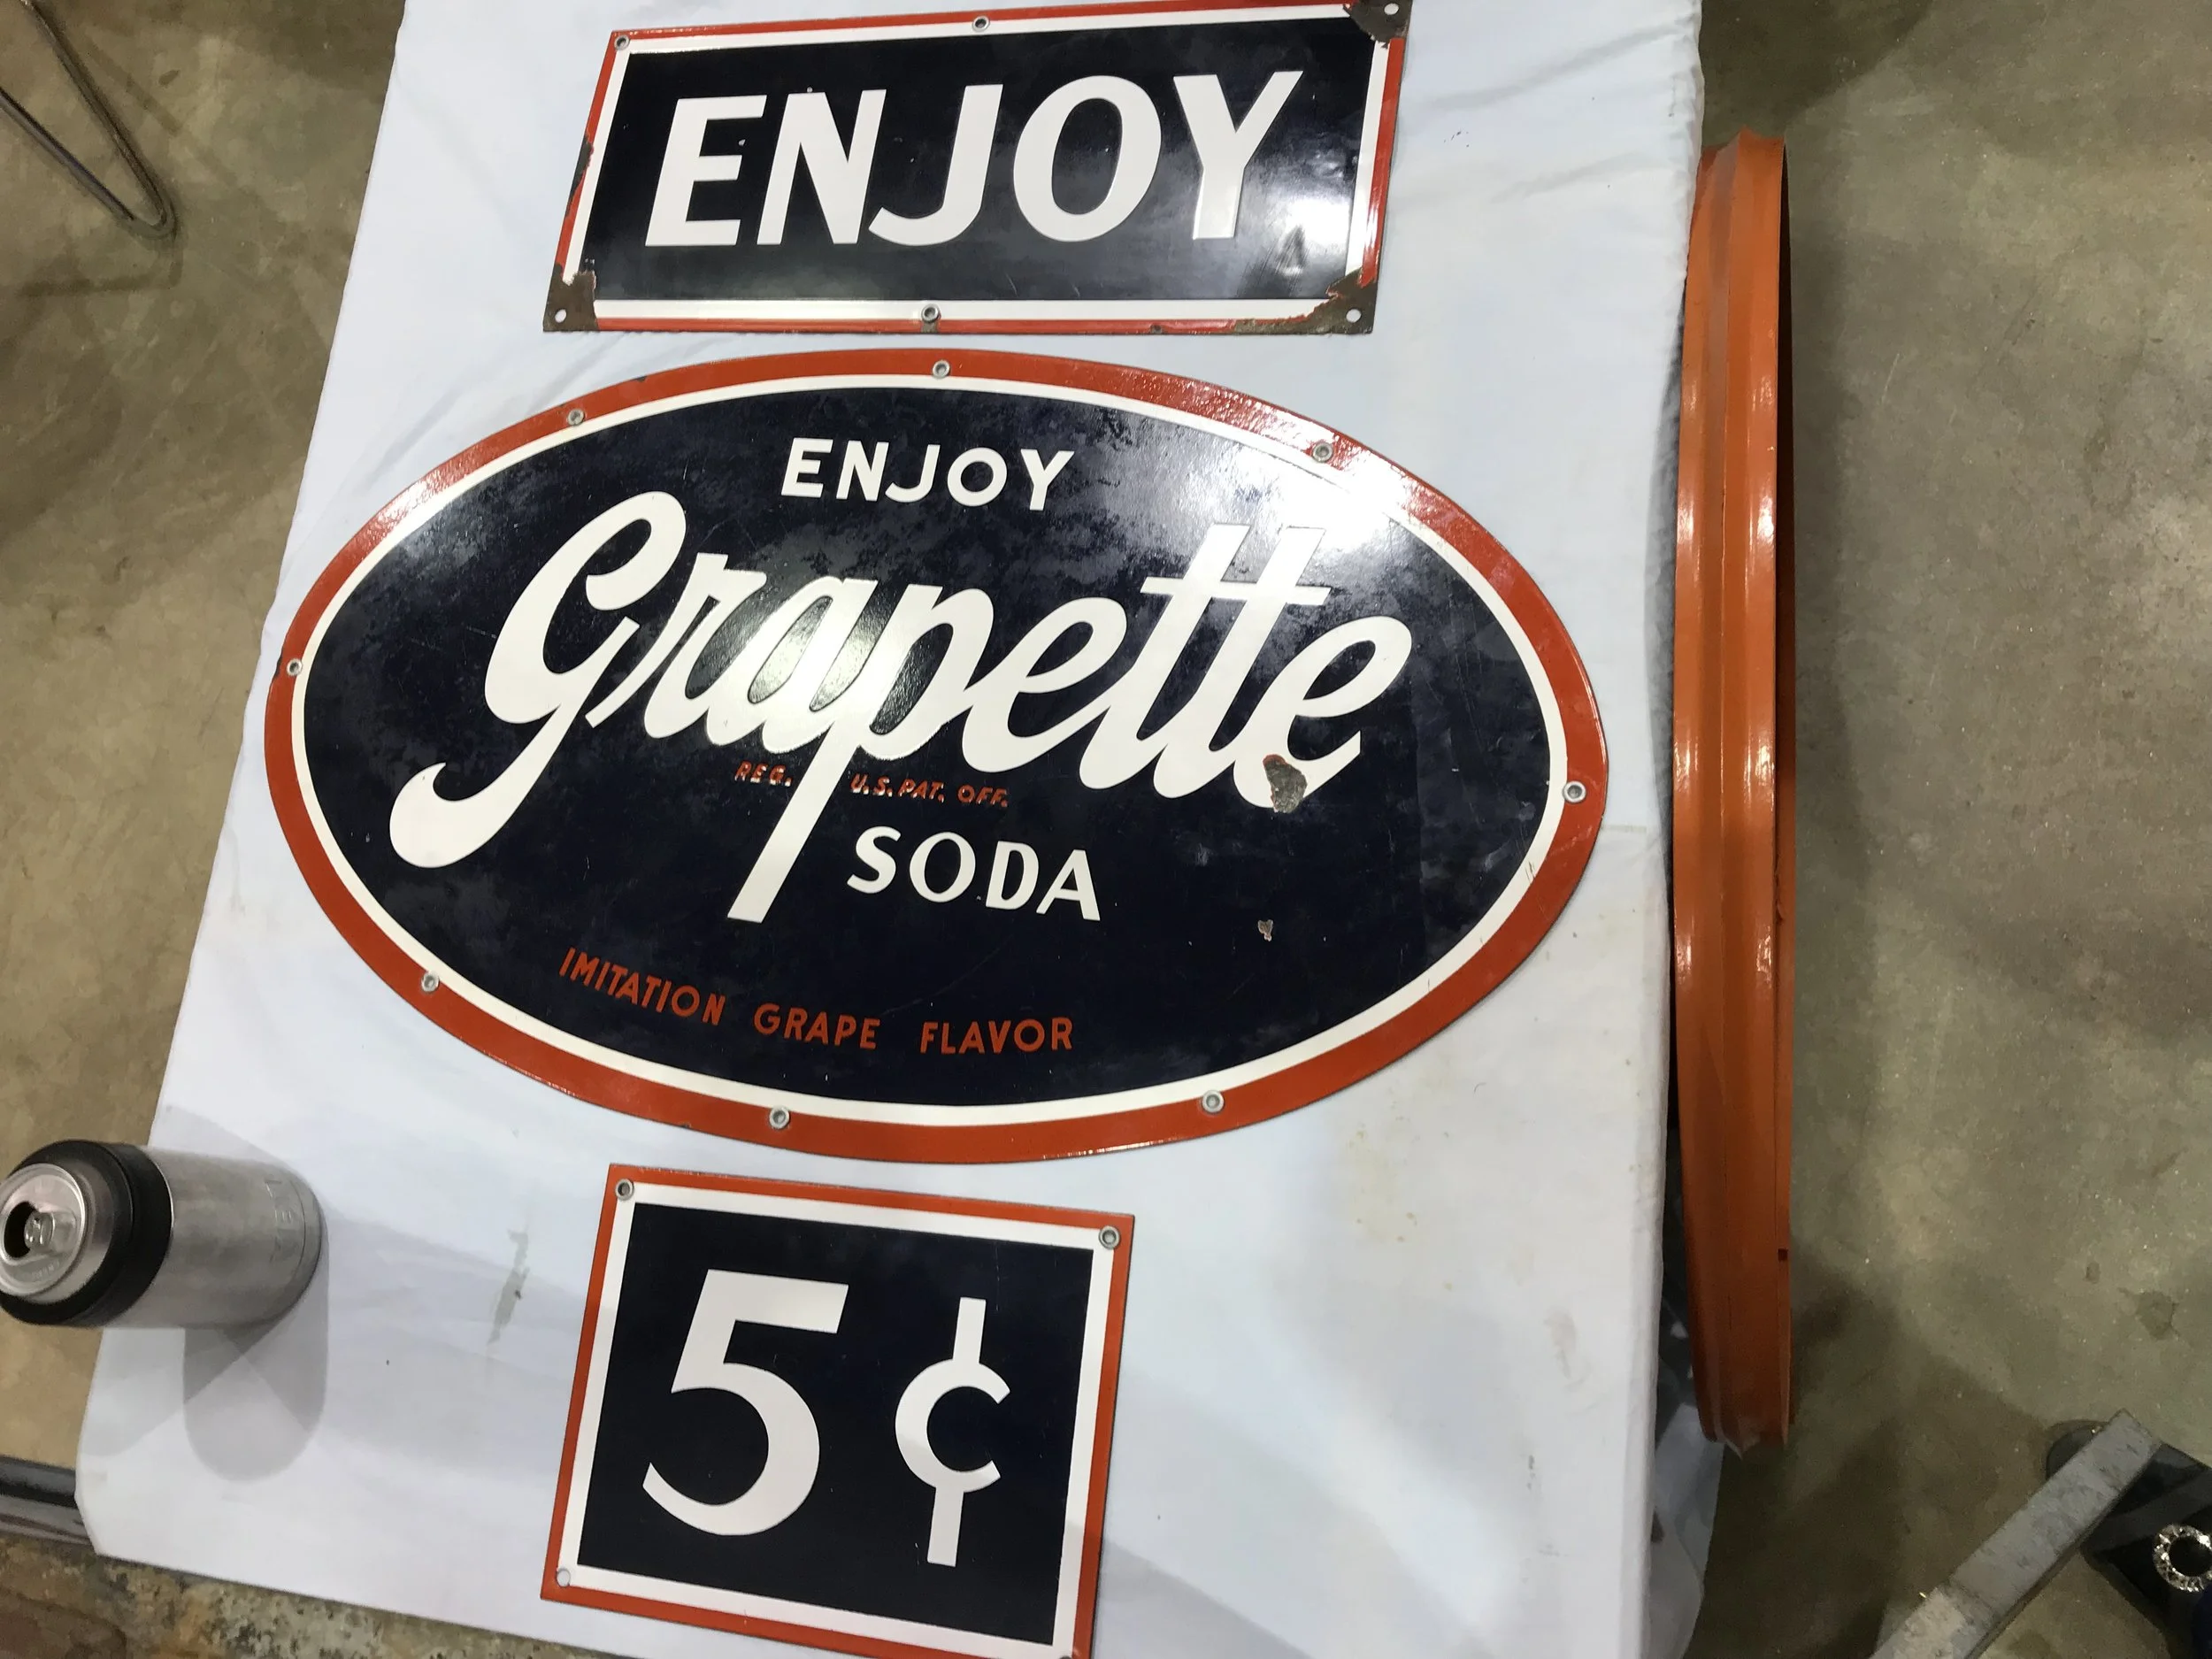 ENJOY
ENJOY
Grapette
REG. U.S. PAT. OFF.
SODA
IMITATION GRAPE FLAVOR
5¢